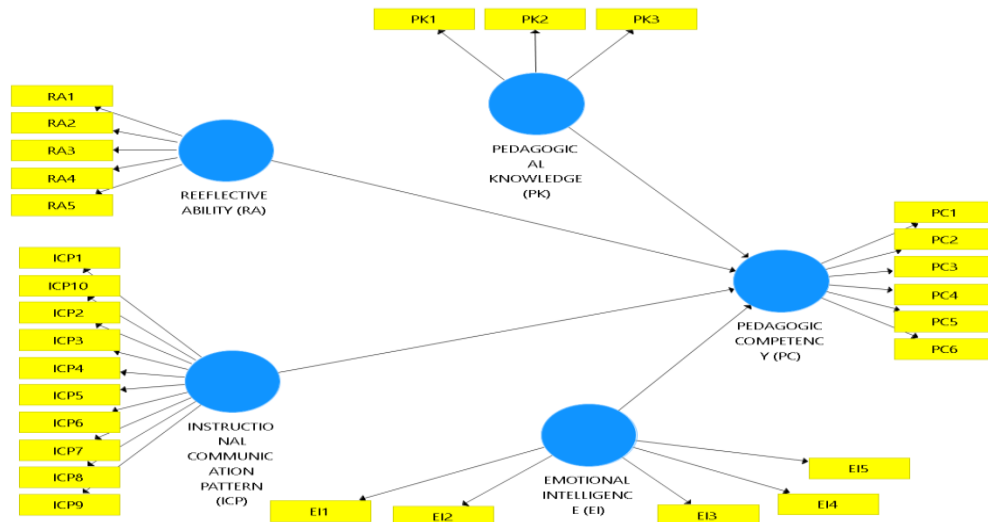 PK1
PK2
PK3
PEDAGOGIC
AL
KNOWLEDGE
(PK)
RA1
RA2
RA3
RA4
RA5
REEFLECTIVE
ABILITY (RA)
ICP1
ICP10
ICP2
ICP3
ICP4
ICP5
ICP6
ICP7
ICP8
ICP9
INSTRUCTIO
NAL
COMMUNIC
ATION
PATTERN
(ICP)
PC1
PC2
PC3
PC4
PC5
PC6
PEDAGOGIC
COMPETENC
Y (PC)
EMOTIONAL
INTELLIGENC
E (EI)
EI1
EI2
EI3
EI4
EI5